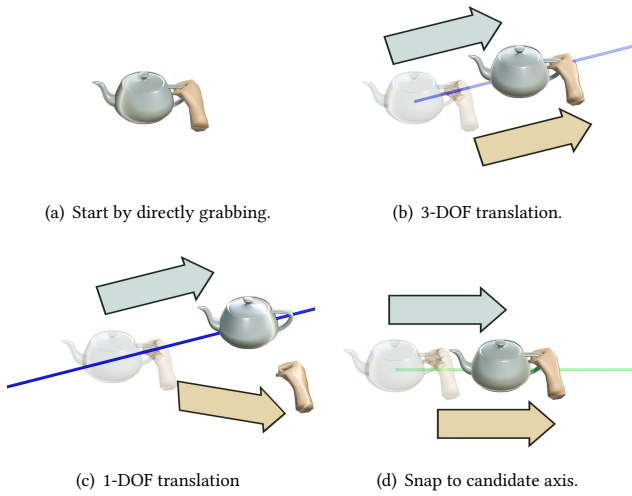 (a) Start by directly grabbing.
(b) 3-DOF translation.
(c) 1-DOF translation
(d) Snap to candidate axis.